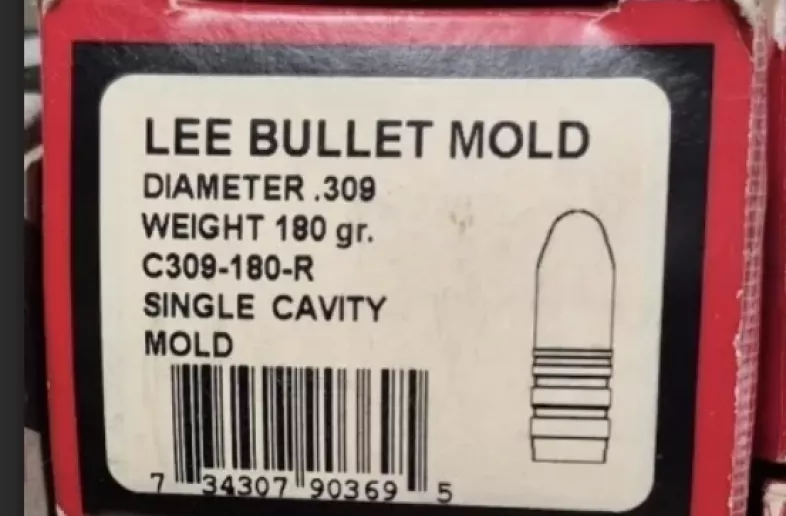 LEE BULLET MOLD
DIAMETER .309
WEIGHT 180 gr.
C309-180-R
SINGLE CAVITY
MOLD
7 34307 90369 5